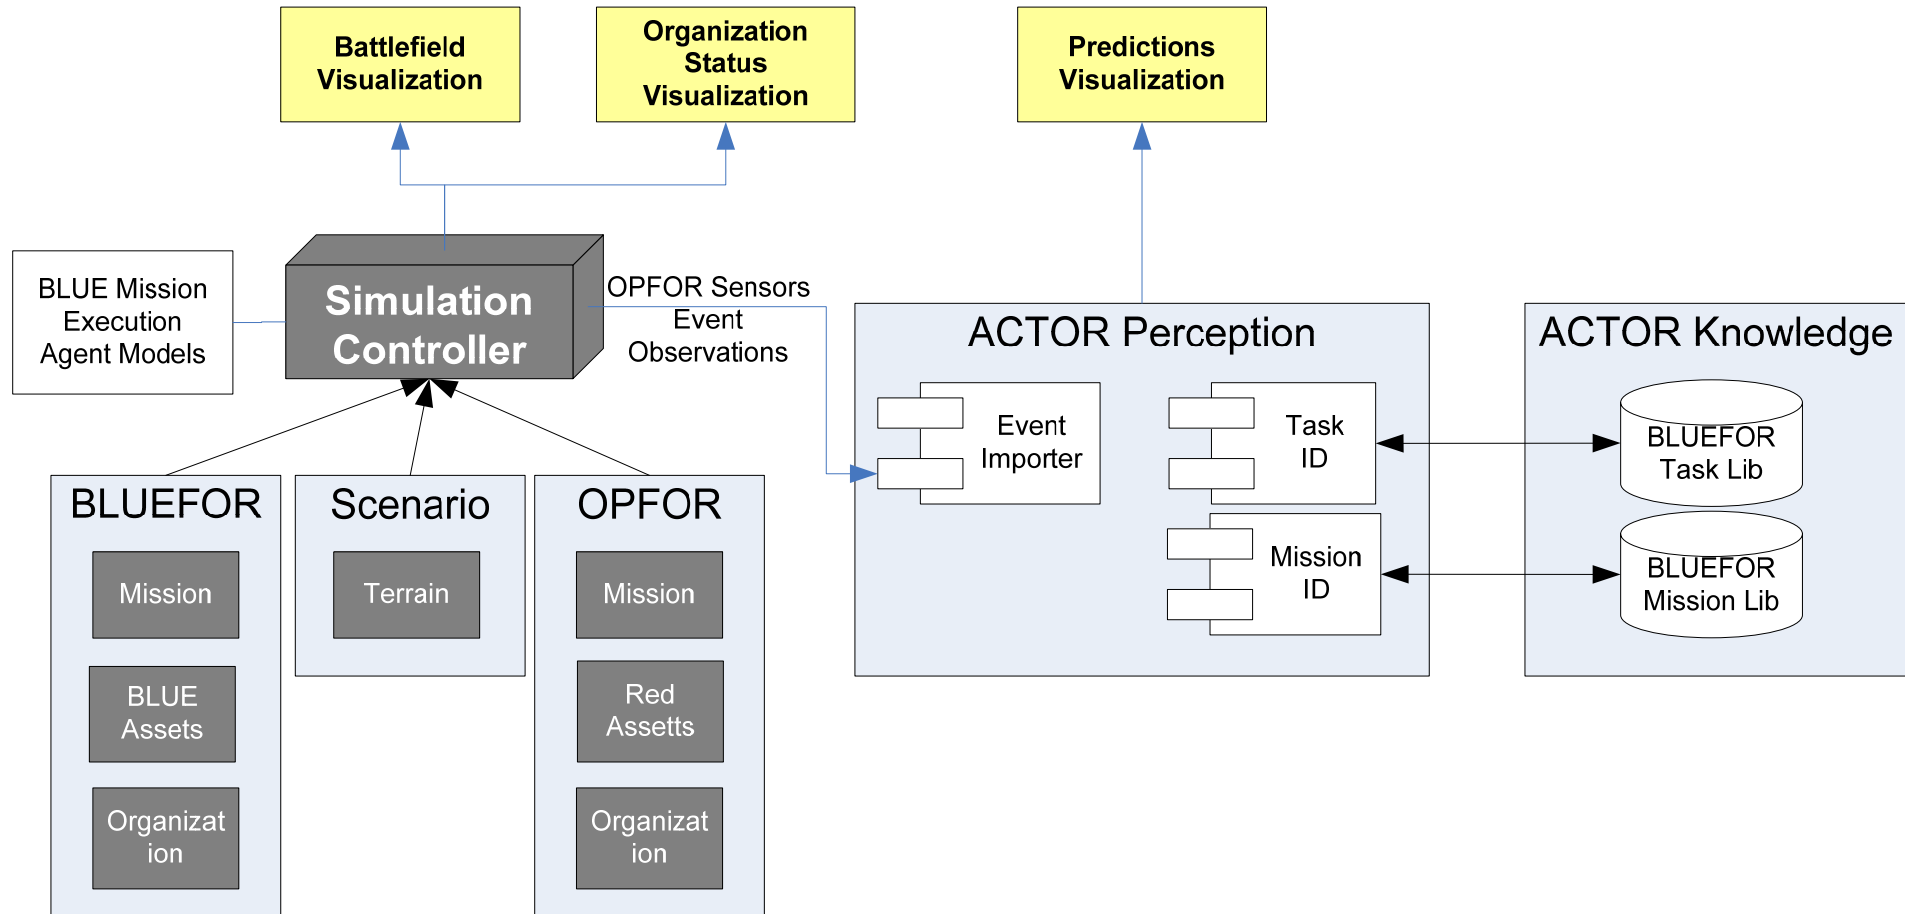 Battlefield
Visualization
Organization
Status
Visualization
Predictions
Visualization
BLUE Mission
Execution
Agent Models
Simulation
Controller
OPFOR Sensors
Event
Observations
ACTOR Perception
Event
Importer
Task
ID
Mission
ID
ACTOR Knowledge
BLUEFOR
Task Lib
BLUEFOR
Mission Lib
BLUEFOR
Mission
BLUE
Assets
Organizat
ion
Scenario
Terrain
OPFOR
Mission
Red
Assetts
Organizat
ion